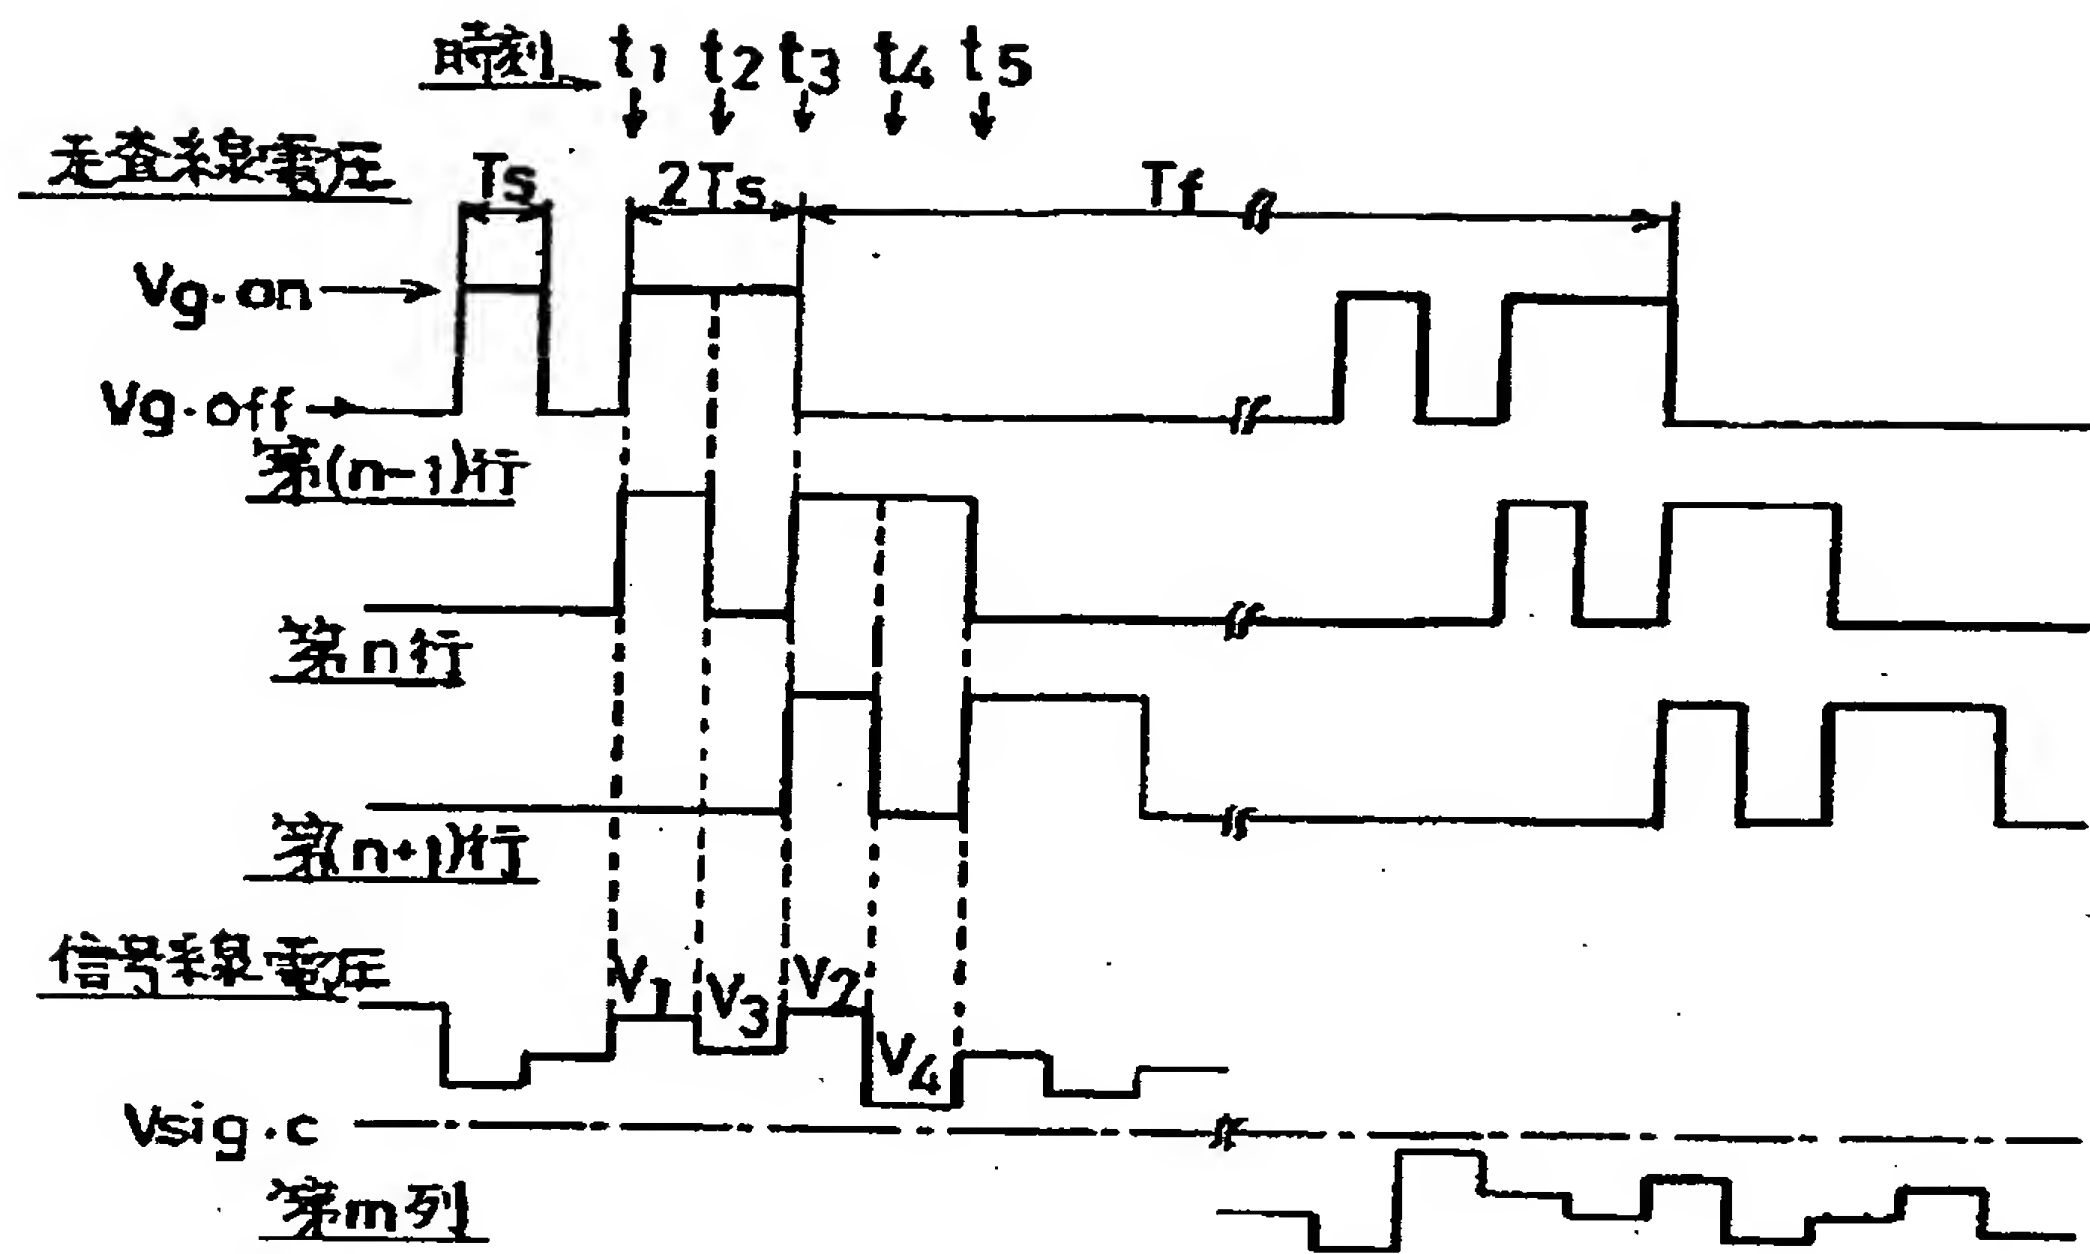 時刻 t1 t2 t3 t4 t5
走査線電圧
Ts 2Ts Tf
Vg·on
Vg·off
第(n-1)行
第n行
第(n+1)行
信号線電圧
V1 V3 V2 V4
Vsig·c
第m列